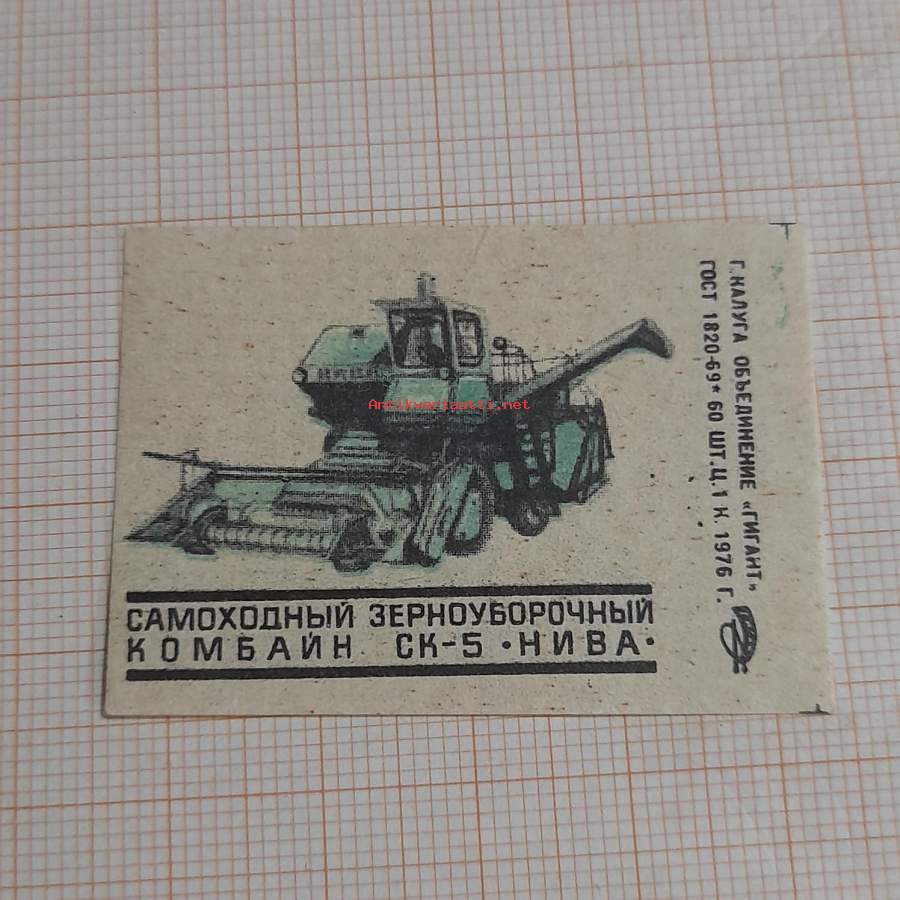 Antikvariaatti.net
САМОХОДНЫЙ ЗЕРНОУБОРОЧНЫЙ
КОМБАЙН СК-5 •НИВА•
Г. КАЛУГА ОБЪЕДИНЕНИЕ «ГИГАНТ»
ГОСТ 1820-69* 60 ШТ. Ц. 1 К. 1976 Г.